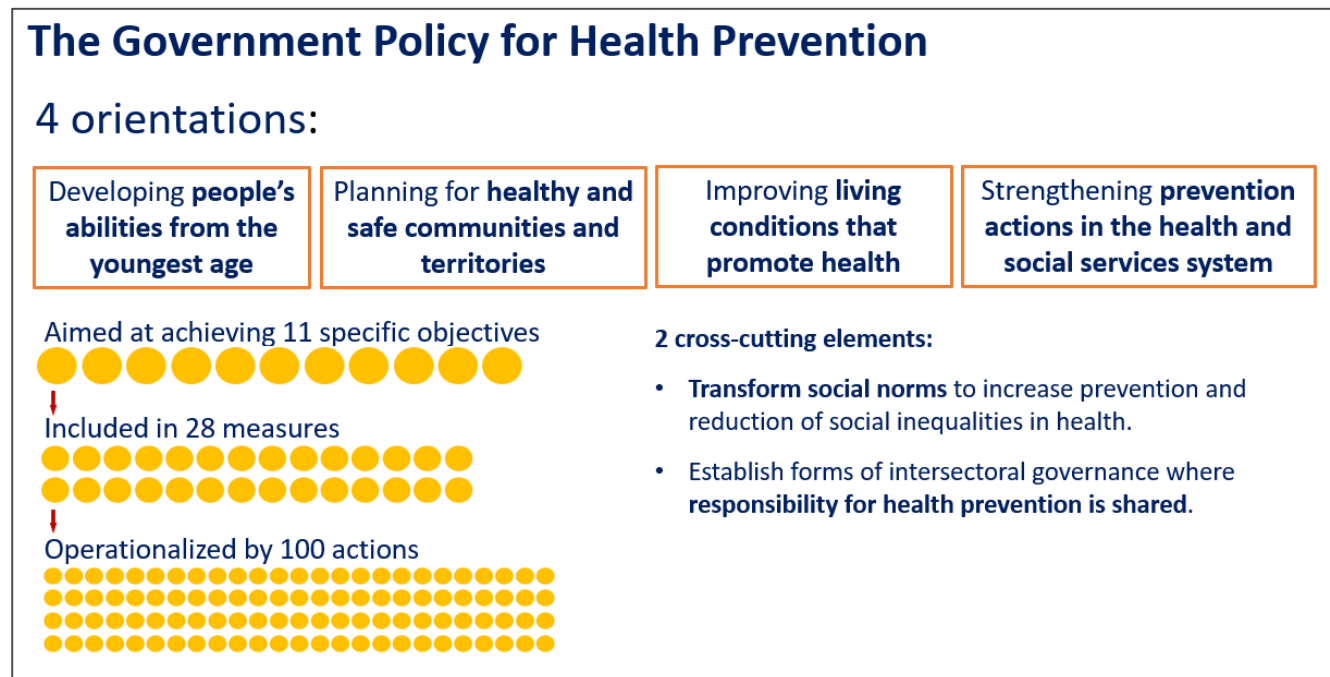 The Government Policy for Health Prevention
4 orientations:
Developing people’s
abilities from the
youngest age
Planning for healthy and
safe communities and
territories
Improving living
conditions that
promote health
Strengthening prevention
actions in the health and
social services system
Aimed at achieving 11 specific objectives
Included in 28 measures
Operationalized by 100 actions
2 cross-cutting elements:
• Transform social norms to increase prevention and
reduction of social inequalities in health.
• Establish forms of intersectoral governance where
responsibility for health prevention is shared.